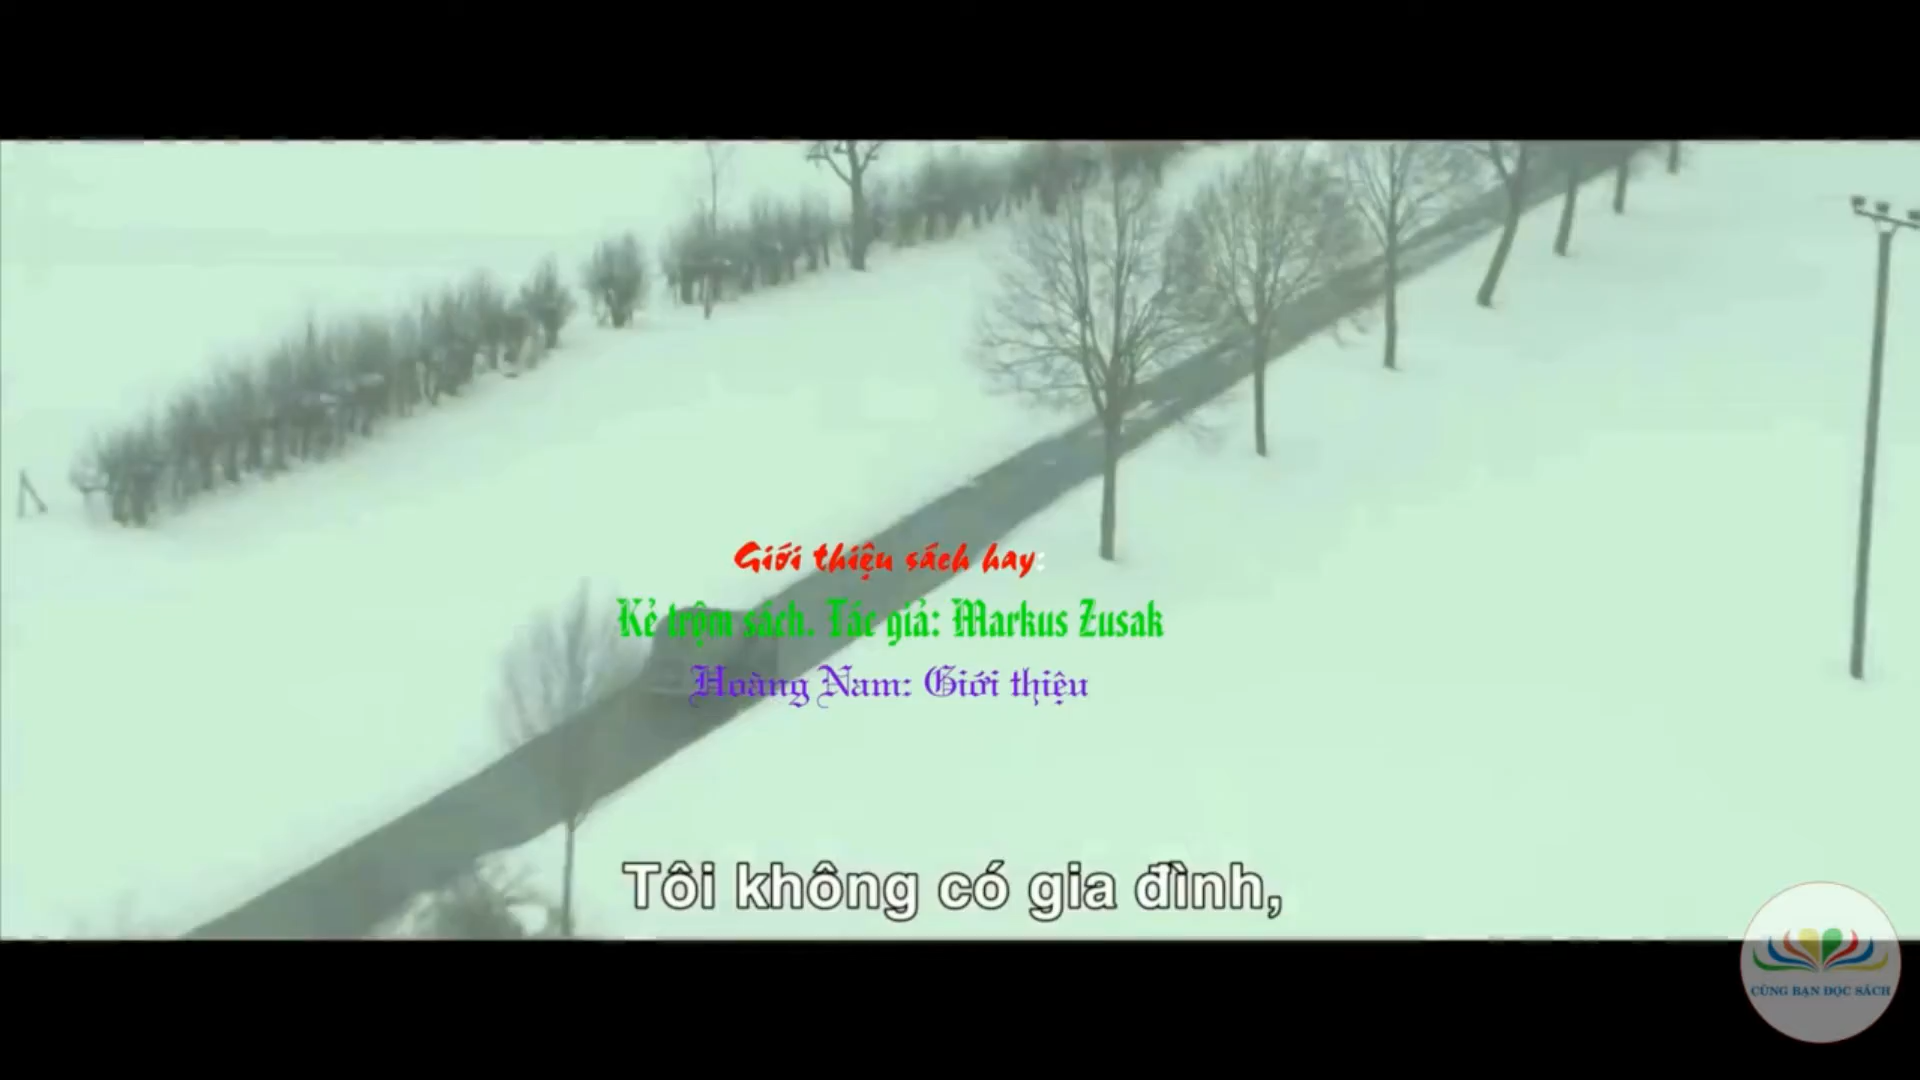 Giới thiệu sách hay:
Kẻ trộm sách. Tác giả: Markus Zusak
Hoàng Nam: Giới thiệu
Tôi không có gia đình,
CÙNG BẠN ĐỌC SÁCH